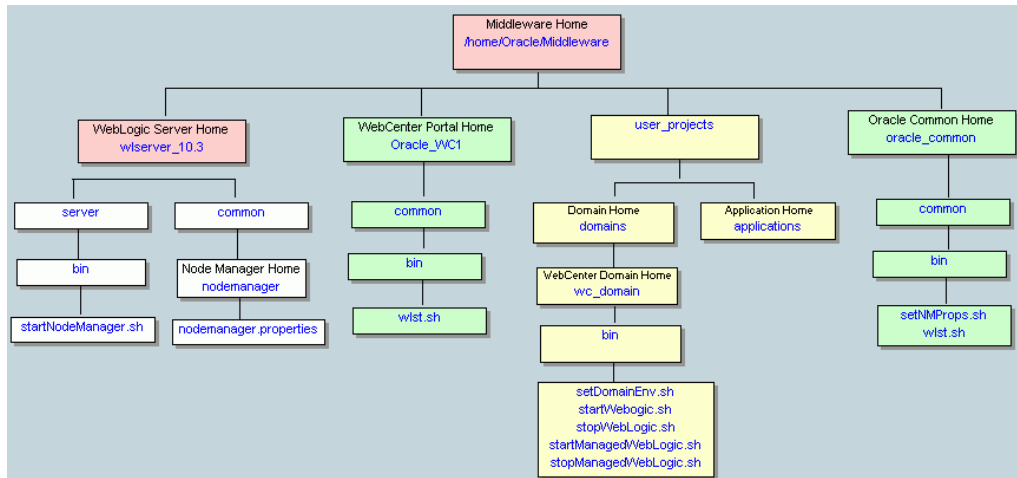 Middleware Home
/home/Oracle/Middleware
WebLogic Server Home
wlserver_10.3
WebCenter Portal Home
Oracle_WC1
user_projects
Oracle Common Home
oracle_common
server
common
common
Domain Home
domains
Application Home
applications
common
bin
Node Manager Home
nodemanager
bin
WebCenter Domain Home
wc_domain
bin
startNodeManager.sh
nodemanager.properties
wlst.sh
bin
setNMProps.sh
wlst.sh
setDomainEnv.sh
startWebogic.sh
stopWebLogic.sh
startManagedWebLogic.sh
stopManagedWebLogic.sh